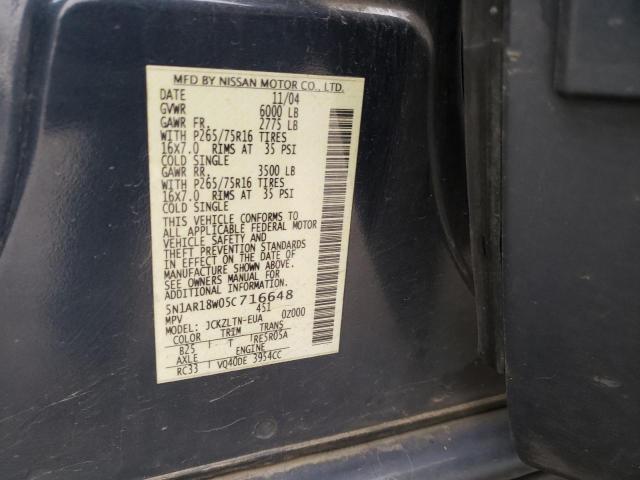 MFD BY NISSAN MOTOR CO., LTD.
DATE 11/04
GVWR 6000 LB
GAWR FR. 2775 LB
WITH P265/75R16 TIRES
16X7.0 RIMS AT 35 PSI
COLD SINGLE
GAWR RR. 3500 LB
WITH P265/75R16 TIRES
16X7.0 RIMS AT 35 PSI
COLD SINGLE
THIS VEHICLE CONFORMS TO
ALL APPLICABLE FEDERAL MOTOR
VEHICLE SAFETY AND
THEFT PREVENTION STANDARDS
IN EFFECT ON THE DATE OF
MANUFACTURE SHOWN ABOVE.
SEE OWNERS MANUAL FOR
ADDITIONAL INFORMATION
5N1AR18W05C716648
MPV 451
MODEL: JCKZLTN-EUA 0Z000
COLOR TRIM TRANS
B25 T RE5R05A
AXLE ENGINE
RC33 VQ40DE 3954CC